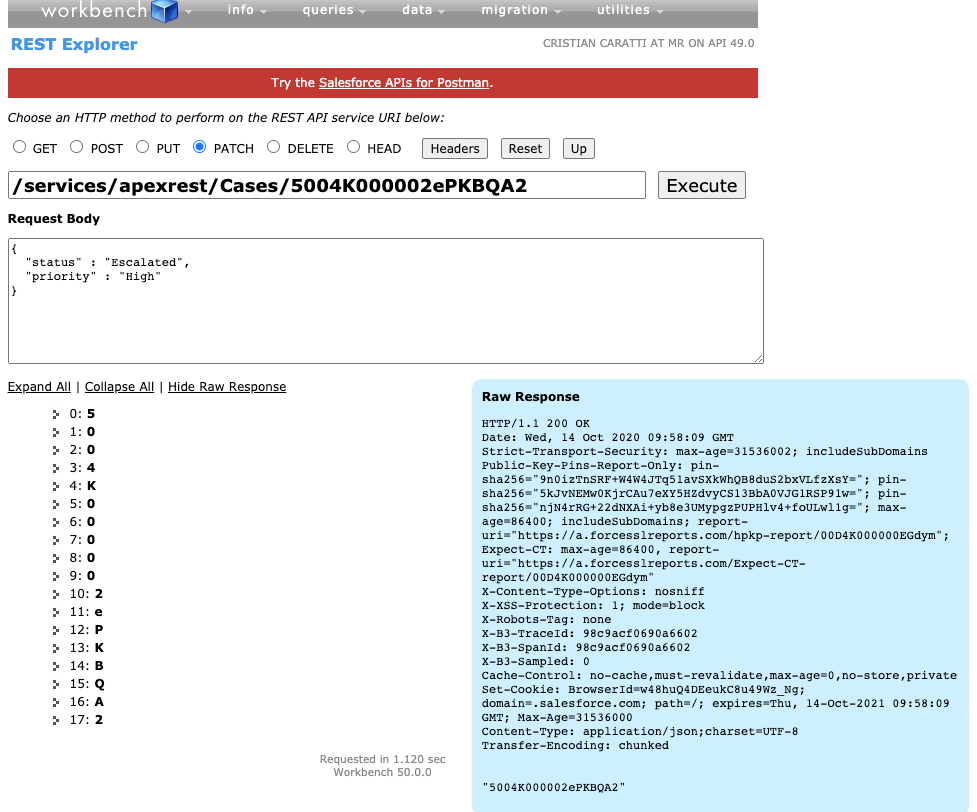 workbench
info
queries
data
migration
utilities
REST Explorer
CRISTIAN CARATTI AT MR ON API 49.0
Try the Salesforce APIs for Postman.
Choose an HTTP method to perform on the REST API service URI below:
GET POST PUT PATCH DELETE HEAD Headers Reset Up
/services/apexrest/Cases/5004K000002ePKBQA2 Execute
Request Body
{
"status" : "Escalated",
"priority" : "High"
}
Expand All | Collapse All | Hide Raw Response
0: 5
1: 0
2: 0
3: 4
4: K
5: 0
6: 0
7: 0
8: 0
9: 0
10: 2
11: e
12: P
13: K
14: B
15: Q
16: A
17: 2
Requested in 1.120 sec
Workbench 50.0.0
Raw Response
HTTP/1.1 200 OK
Date: Wed, 14 Oct 2020 09:58:09 GMT
Strict-Transport-Security: max-age=31536002; includeSubDomains
Public-Key-Pins-Report-Only: pin-
sha256="9n0izTnSRF+W4W4JTq51avSXkWhQB8duS2bxVLfzXsY="; pin-
sha256="5kJvNEMw0KjrCAu7eXY5HZdvyCS13BbA0VJG1RSP91w="; pin-
sha256="njN4rRG+22dNXAi+yb8e3UMypgzPUPHlv4+foULwl1g="; max-
age=86400; includeSubDomains; report-
uri="https://a.forcesslreports.com/hpkp-report/00D4K000000EGdym";
Expect-CT: max-age=86400, report-
uri="https://a.forcesslreports.com/Expect-CT-
report/00D4K000000EGdym"
X-Content-Type-Options: nosniff
X-XSS-Protection: 1; mode=block
X-Robots-Tag: none
X-B3-TraceId: 98c9acf0690a6602
X-B3-SpanId: 98c9acf0690a6602
X-B3-Sampled: 0
Cache-Control: no-cache,must-revalidate,max-age=0,no-store,private
Set-Cookie: BrowserId=w48huQ4DEeukC8u49Wz_Ng;
domain=.salesforce.com; path=/; expires=Thu, 14-Oct-2021 09:58:09
GMT; Max-Age=31536000
Content-Type: application/json;charset=UTF-8
Transfer-Encoding: chunked
"5004K000002ePKBQA2"